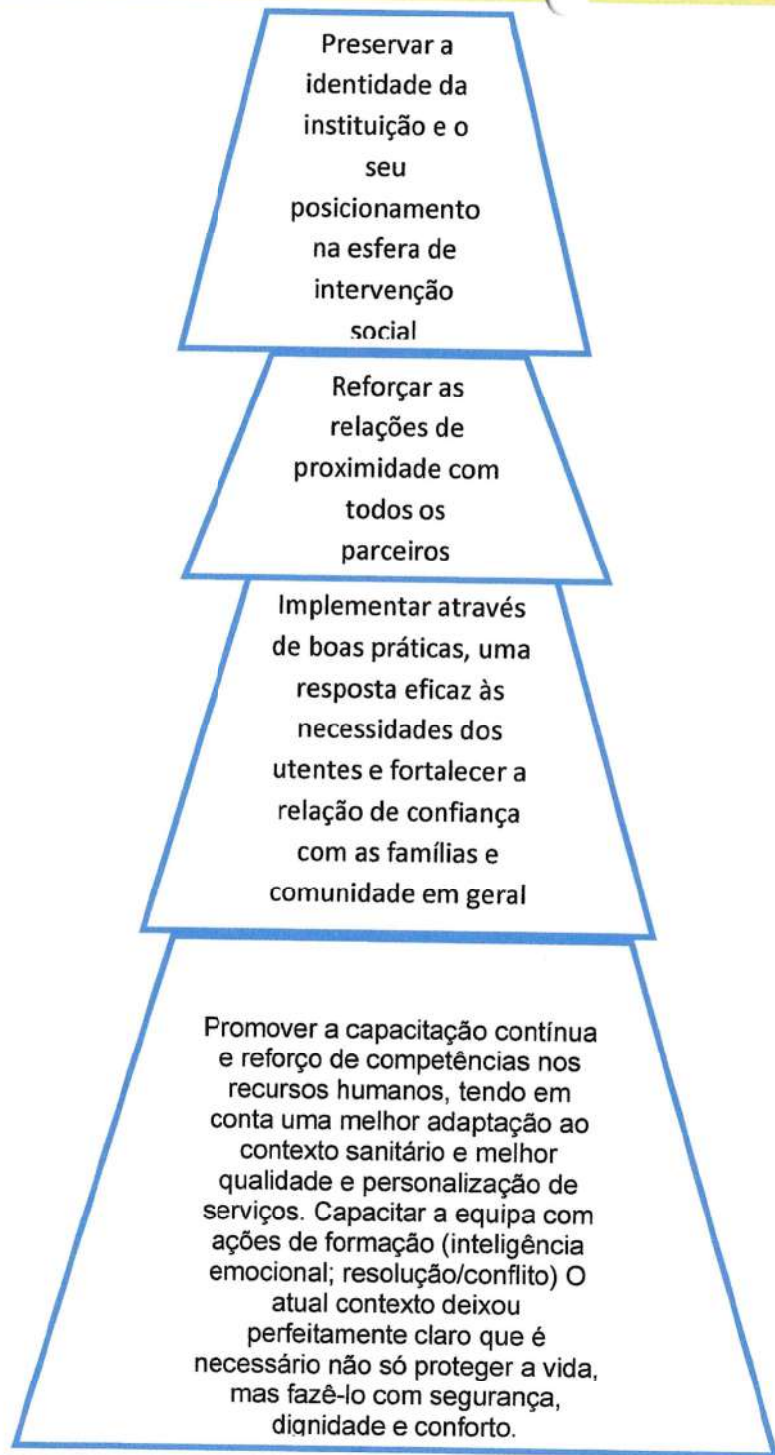 Preservar a
identidade da
instituição e o
seu
posicionamento
na esfera de
intervenção
social
Reforçar as
relações de
proximidade com
todos os
parceiros
Implementar através
de boas práticas, uma
resposta eficaz às
necessidades dos
utentes e fortalecer a
relação de confiança
com as famílias e
comunidade em geral
Promover a capacitação contínua
e reforço de competências nos
recursos humanos, tendo em
conta uma melhor adaptação ao
contexto sanitário e melhor
qualidade e personalização de
serviços. Capacitar a equipa com
ações de formação (inteligência
emocional; resolução/conflito) O
atual contexto deixou
perfeitamente claro que é
necessário não só proteger a vida,
mas fazê-lo com segurança,
dignidade e conforto.